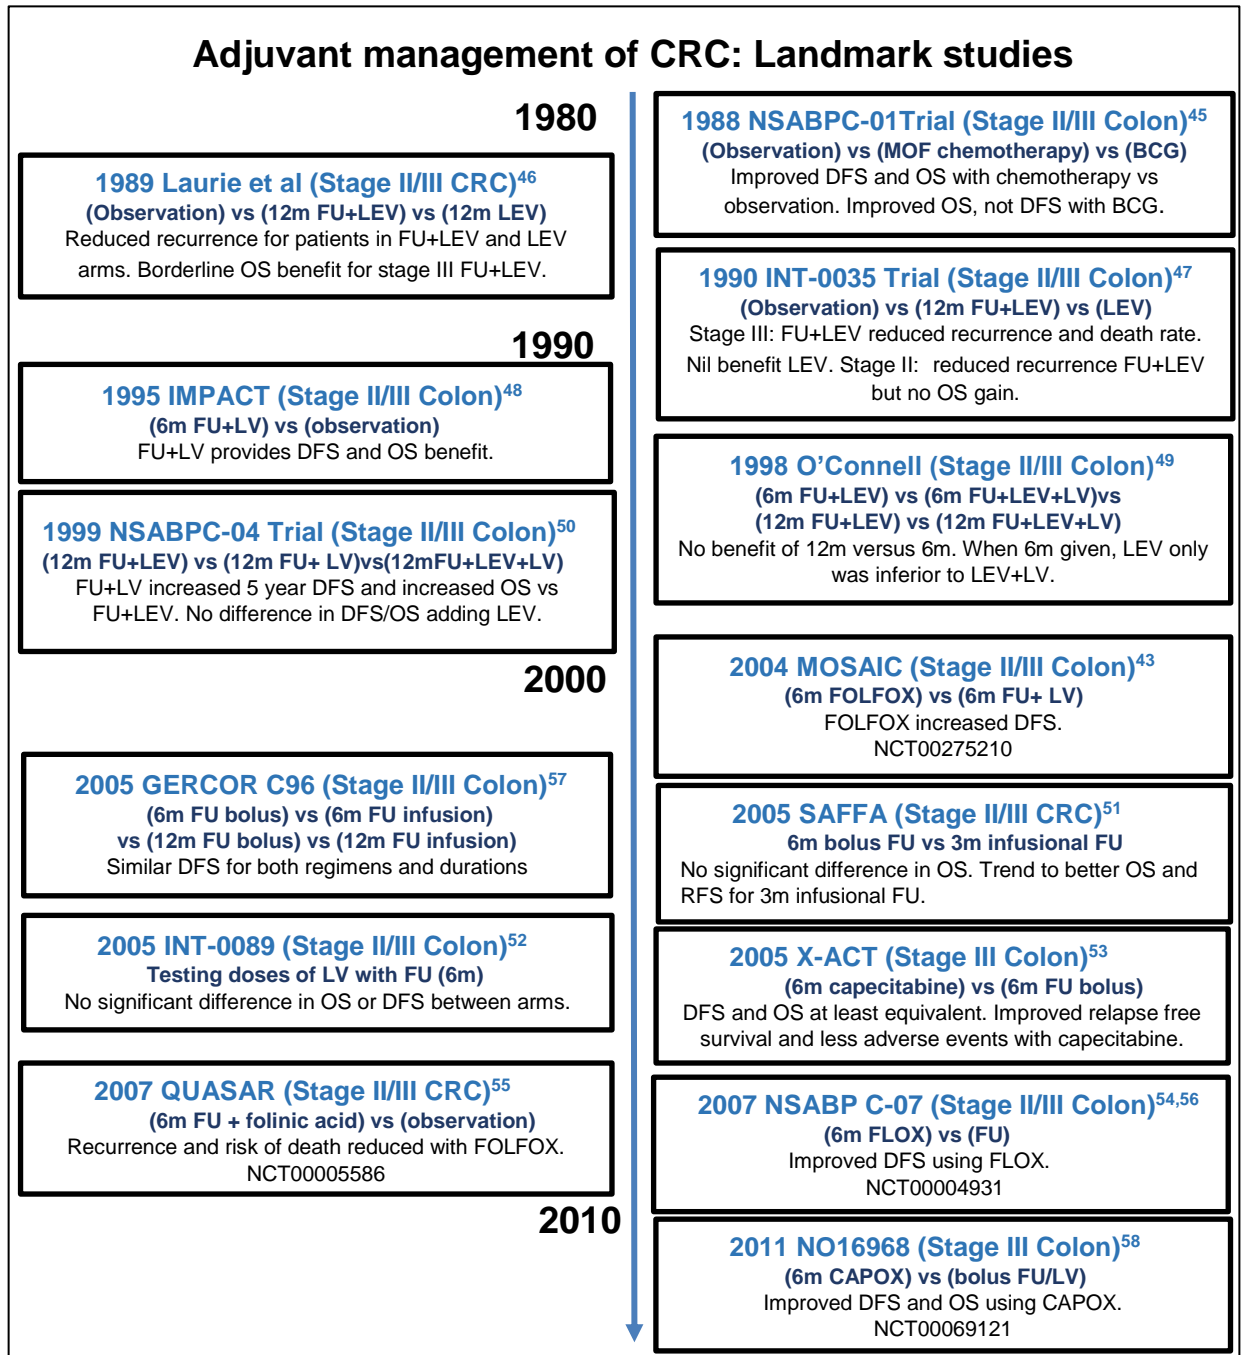 Adjuvant management of CRC: Landmark studies
1980
1988 NSABPC-01Trial (Stage II/III Colon)45
(Observation) vs (MOF chemotherapy) vs (BCG)
Improved DFS and OS with chemotherapy vs
observation. Improved OS, not DFS with BCG.
1989 Laurie et al (Stage II/III CRC)46
(Observation) vs (12m FU+LEV) vs (12m LEV)
Reduced recurrence for patients in FU+LEV and LEV
arms. Borderline OS benefit for stage III FU+LEV.
1990 INT-0035 Trial (Stage II/III Colon)47
(Observation) vs (12m FU+LEV) vs (LEV)
Stage III: FU+LEV reduced recurrence and death rate.
Nil benefit LEV. Stage II: reduced recurrence FU+LEV
but no OS gain.
1990
1995 IMPACT (Stage II/III Colon)48
(6m FU+LV) vs (observation)
FU+LV provides DFS and OS benefit.
1998 O’Connell (Stage II/III Colon)49
(6m FU+LEV) vs (6m FU+LEV+LV)vs
(12m FU+LEV) vs (12m FU+LEV+LV)
No benefit of 12m versus 6m. When 6m given, LEV only
was inferior to LEV+LV.
1999 NSABPC-04 Trial (Stage II/III Colon)50
(12m FU+LEV) vs (12m FU+ LV)vs(12mFU+LEV+LV)
FU+LV increased 5 year DFS and increased OS vs
FU+LEV. No difference in DFS/OS adding LEV.
2000
2004 MOSAIC (Stage II/III Colon)43
(6m FOLFOX) vs (6m FU+ LV)
FOLFOX increased DFS.
NCT00275210
2005 GERCOR C96 (Stage II/III Colon)57
(6m FU bolus) vs (6m FU infusion)
vs (12m FU bolus) vs (12m FU infusion)
Similar DFS for both regimens and durations
2005 SAFFA (Stage II/III CRC)51
6m bolus FU vs 3m infusional FU
No significant difference in OS. Trend to better OS and
RFS for 3m infusional FU.
2005 INT-0089 (Stage II/III Colon)52
Testing doses of LV with FU (6m)
No significant difference in OS or DFS between arms.
2005 X-ACT (Stage III Colon)53
(6m capecitabine) vs (6m FU bolus)
DFS and OS at least equivalent. Improved relapse free
survival and less adverse events with capecitabine.
2007 QUASAR (Stage II/III CRC)55
(6m FU + folinic acid) vs (observation)
Recurrence and risk of death reduced with FOLFOX.
NCT00005586
2007 NSABP C-07 (Stage II/III Colon)54,56
(6m FLOX) vs (FU)
Improved DFS using FLOX.
NCT00004931
2010
2011 NO16968 (Stage III Colon)58
(6m CAPOX) vs (bolus FU/LV)
Improved DFS and OS using CAPOX.
NCT00069121